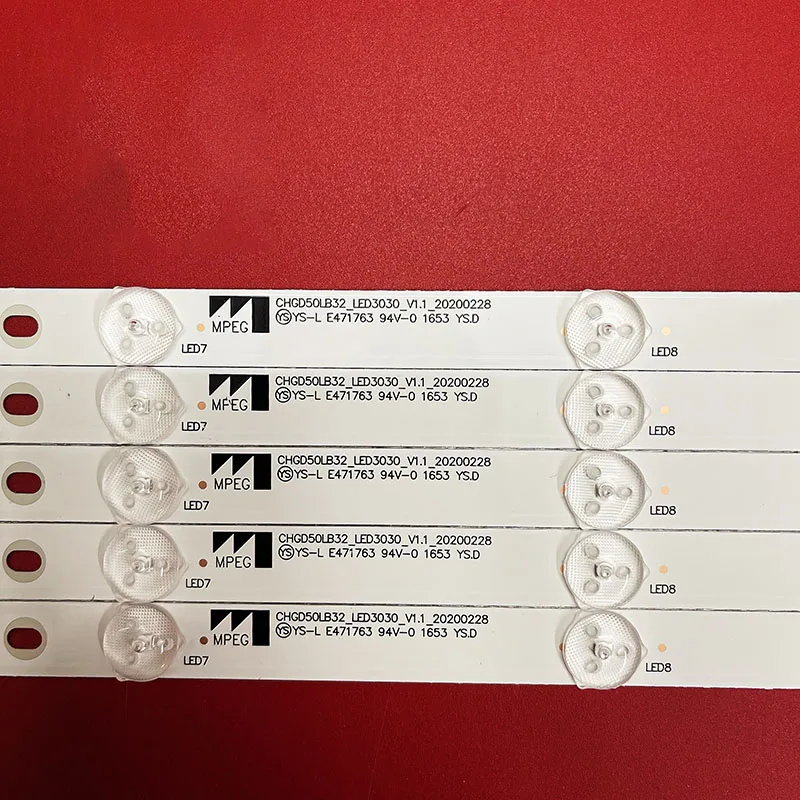 CHGD50LB32_LED3030_V1.1_20200228
MPEG YS YS-L E471763 94V-0 1653 YS.D
LED7 LED8
CHGD50LB32_LED3030_V1.1_20200228
MPEG YS YS-L E471763 94V-0 1653 YS.D
LED7 LED8
CHGD50LB32_LED3030_V1.1_20200228
MPEG YS YS-L E471763 94V-0 1653 YS.D
LED7 LED8
CHGD50LB32_LED3030_V1.1_20200228
MPEG YS YS-L E471763 94V-0 1653 YS.D
LED7 LED8
CHGD50LB32_LED3030_V1.1_20200228
MPEG YS YS-L E471763 94V-0 1653 YS.D
LED7 LED8